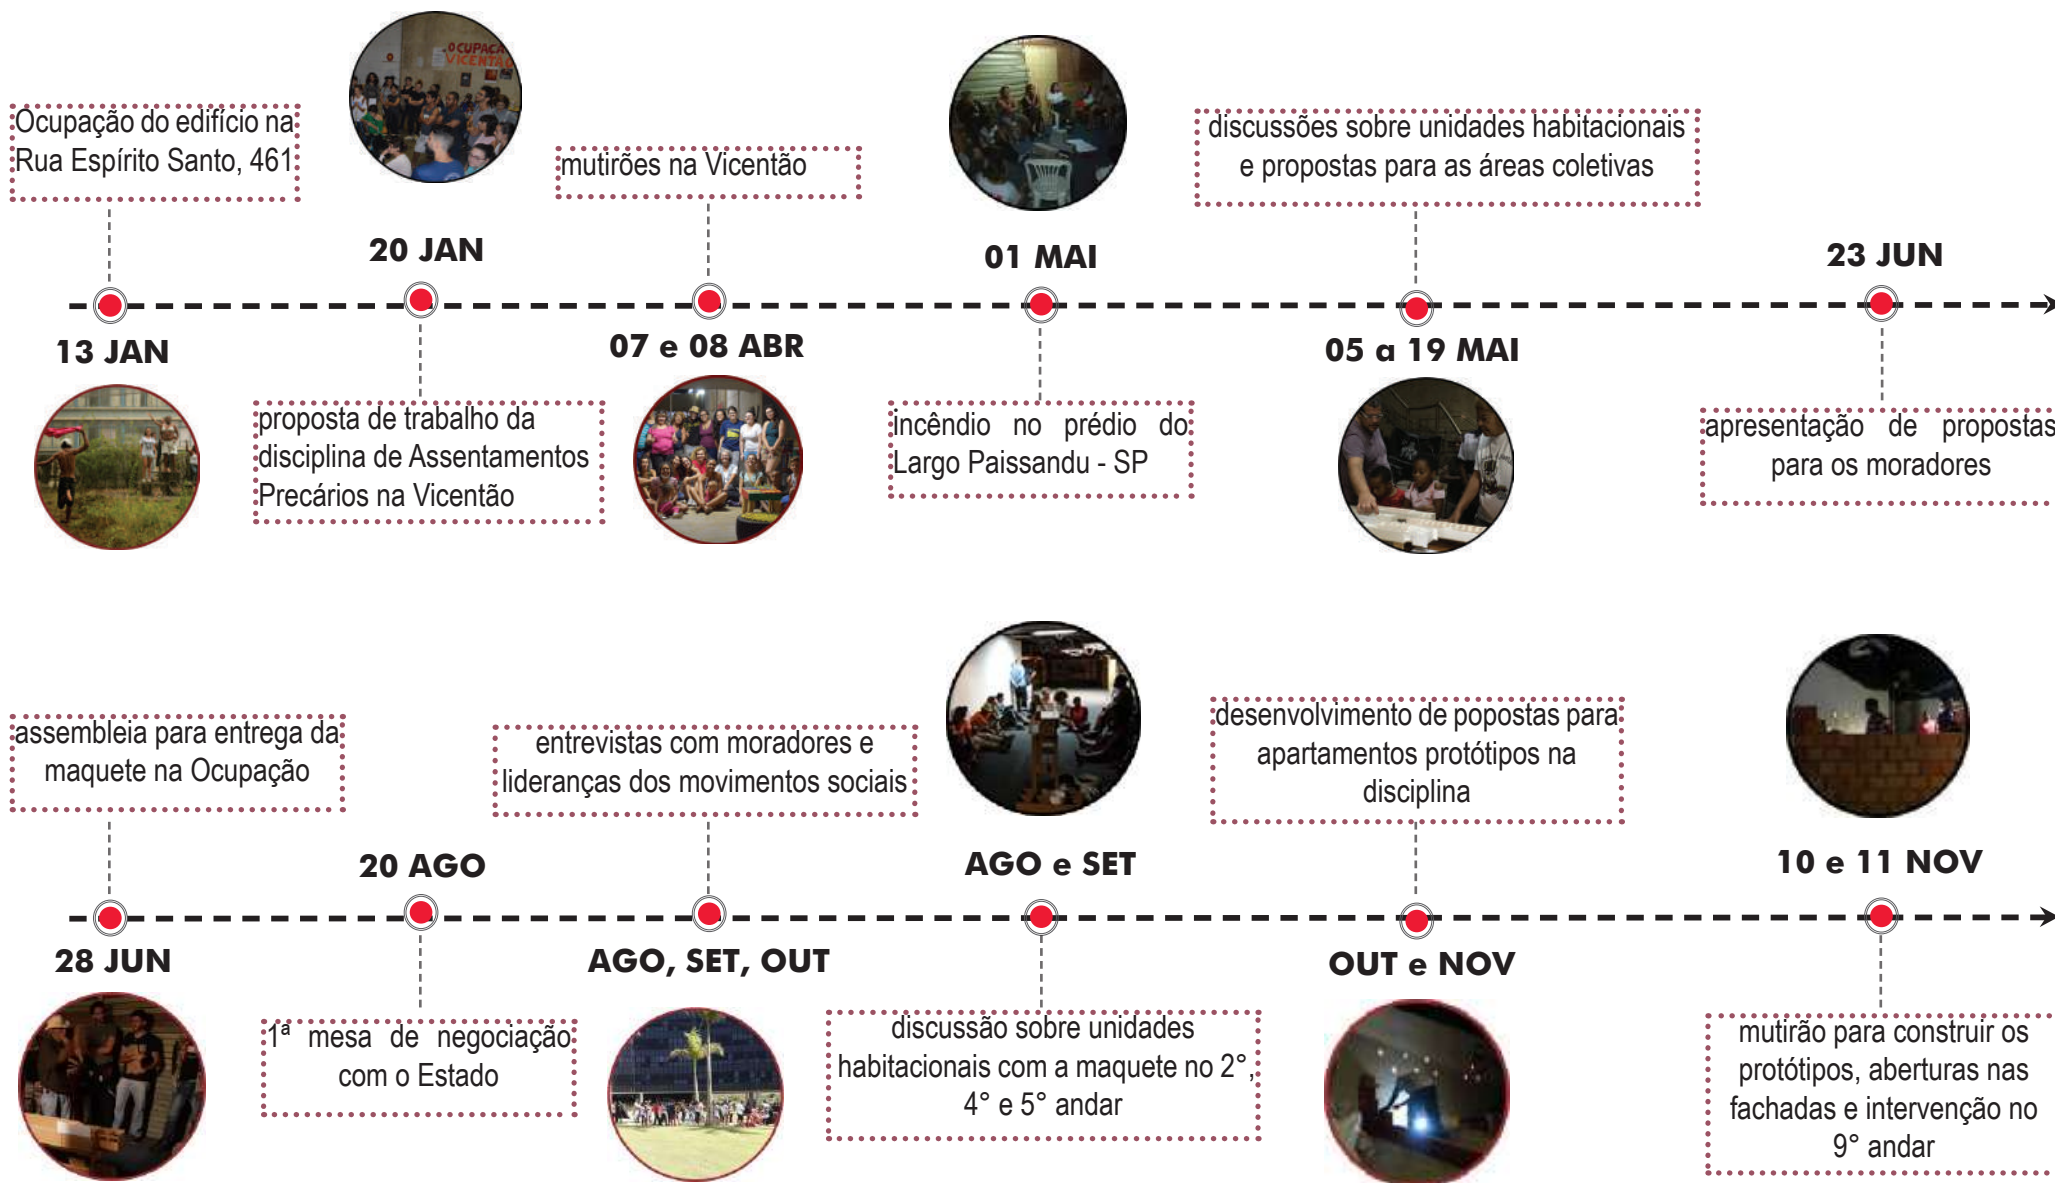 OCUPAÇÃ
VICENTÃO
Ocupação do edifício na
Rua Espírito Santo, 461
mutirões na Vicentão
discussões sobre unidades habitacionais
e propostas para as áreas coletivas
20 JAN
01 MAI
23 JUN
13 JAN
07 e 08 ABR
05 a 19 MAI
proposta de trabalho da
disciplina de Assentamentos
Precários na Vicentão
incêndio no prédio do
Largo Paissandu - SP
apresentação de propostas
para os moradores
assembleia para entrega da
maquete na Ocupação
entrevistas com moradores e
lideranças dos movimentos sociais
desenvolvimento de popostas para
apartamentos protótipos na
disciplina
20 AGO
AGO e SET
10 e 11 NOV
28 JUN
AGO, SET, OUT
OUT e NOV
1ª mesa de negociação
com o Estado
discussão sobre unidades
habitacionais com a maquete no 2°,
4° e 5° andar
mutirão para construir os
protótipos, aberturas nas
fachadas e intervenção no
9° andar